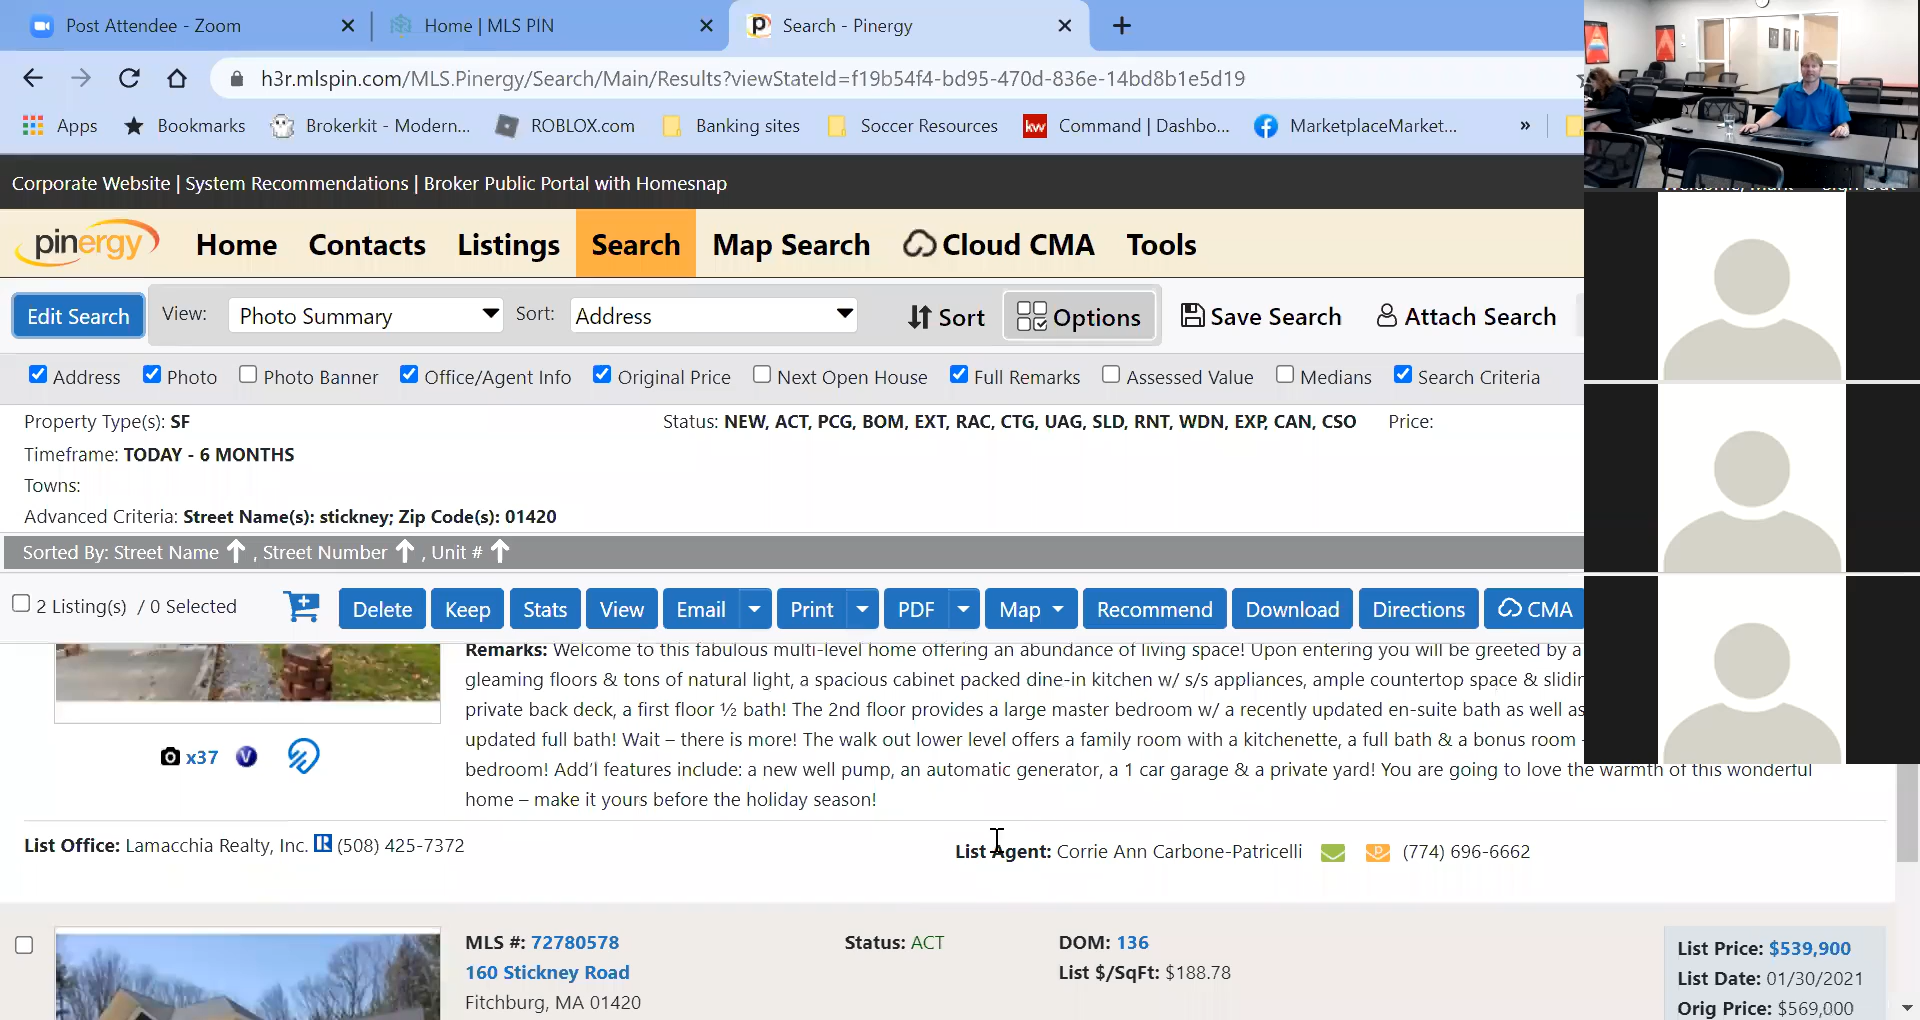 Post Attendee - Zoom
Home | MLS PIN
Search - Pinergy
h3r.mlspin.com/MLS.Pinergy/Search/Main/Results?viewStateId=f19b54f4-bd95-470d-836e-14bd8b1e5d19
Apps
Bookmarks
Brokerkit - Modern...
ROBLOX.com
Banking sites
Soccer Resources
kw
Command | Dashbo...
MarketplaceMarket...
»
Corporate Website | System Recommendations | Broker Public Portal with Homesnap
pinergy
Home
Contacts
Listings
Search
Map Search
Cloud CMA
Tools
Edit Search
View:
Photo Summary
Sort:
Address
Sort
Options
Save Search
Attach Search
Address
Photo
Photo Banner
Office/Agent Info
Original Price
Next Open House
Full Remarks
Assessed Value
Medians
Search Criteria
Property Type(s): SF
Status: NEW, ACT, PCG, BOM, EXT, RAC, CTG, UAG, SLD, RNT, WDN, EXP, CAN, CSO
Price:
Timeframe: TODAY - 6 MONTHS
Towns:
Advanced Criteria: Street Name(s): stickney; Zip Code(s): 01420
Sorted By: Street Name , Street Number , Unit #
2 Listing(s) / 0 Selected
Delete
Keep
Stats
View
Email
Print
PDF
Map
Recommend
Download
Directions
CMA
Remarks: Welcome to this fabulous multi-level home offering an abundance of living space! Upon entering you will be greeted by a
gleaming floors & tons of natural light, a spacious cabinet packed dine-in kitchen w/ s/s appliances, ample countertop space &
private back deck, a first floor ½ bath! The 2nd floor provides a large master bedroom w/ a recently updated en-suite bath as well as
updated full bath! Wait – there is more! The walk out lower level offers a family room with a kitchenette, a full bath & a bonus room
bedroom! Add'l features include: a new well pump, an automatic generator, a 1 car garage & a private yard! You are going to love the warmth of this wonderful
home – make it yours before the holiday season!
x37
V
List Office: Lamacchia Realty, Inc. R (508) 425-7372
List Agent: Corrie Ann Carbone-Patricelli
(774) 696-6662
MLS #: 72780578
Status: ACT
DOM: 136
List Price: $539,900
160 Stickney Road
List $/SqFt: $188.78
List Date: 01/30/2021
Fitchburg, MA 01420
Orig Price: $569,000